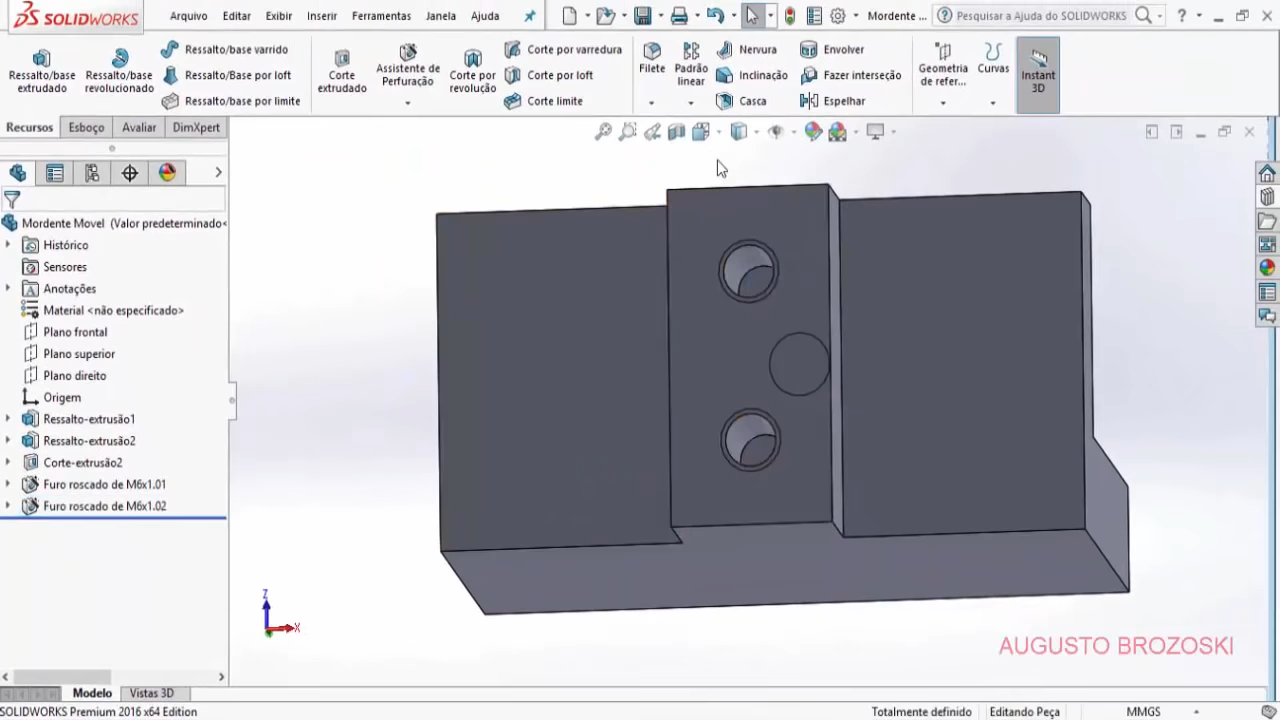 SOLIDWORKS
Arquivo
Editar
Exibir
Inserir
Ferramentas
Janela
Ajuda
Mordente ...
Pesquisar a Ajuda do SOLIDWORKS
Ressalto/base
extrudado
Ressalto/base
revolucionado
Ressalto/base varrido
Ressalto/base por loft
Ressalto/base por limite
Corte
extrudado
Assistente de
Perfuração
Corte por
revolução
Corte por varredura
Corte por loft
Corte limite
Filete
Padrão
linear
Nervura
Inclinação
Casca
Envolver
Fazer interseção
Espelhar
Geometria
de refer...
Curvas
Instant
3D
Recursos
Esboço
Avaliar
DimXpert
Mordente Movel (Valor predeterminado<
Histórico
Sensores
Anotações
Material <não especificado>
Plano frontal
Plano superior
Plano direito
Origem
Ressalto-extrusão1
Ressalto-extrusão2
Corte-extrusão2
Furo roscado de M6x1.01
Furo roscado de M6x1.02
Z
X
AUGUSTO BROZOSKI
Modelo
Vistas 3D
SOLIDWORKS Premium 2016 x64 Edition
Totalmente definido
Editando Peça
MMGS